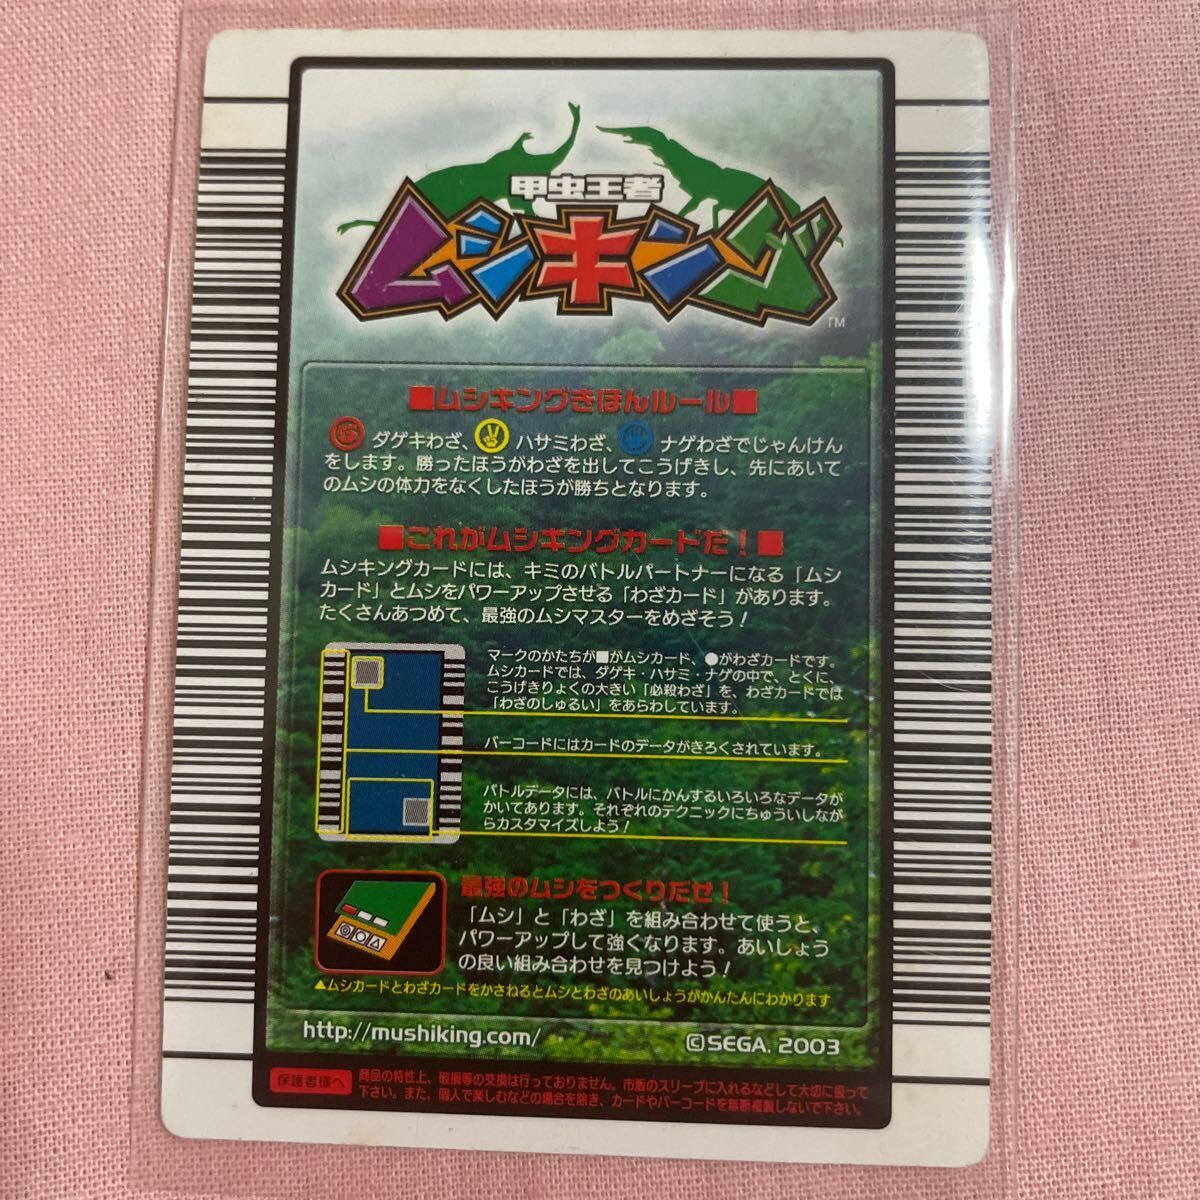 甲虫王者
ムシキング
TM
■ムシキングきほんルール■
ダゲキわざ、ハサミわざ、ナゲわざでじゃんけん
をします。勝ったほうがわざを出してこうげきし、先にあいて
のムシの体力をなくしたほうが勝ちとなります。
■これがムシキングカードだ！■
ムシキングカードには、キミのバトルパートナーになる「ムシ
カード」とムシをパワーアップさせる「わざカード」があります。
たくさんあつめて、最強のムシマスターをめざそう！
マークのかたちが■がムシカード、●がわざカードです。
ムシカードでは、ダゲキ・ハサミ・ナゲの中で、とくに、
こうげきりょくの大きい「必殺わざ」を、わざカードでは
「わざのしゅるい」をあらわしています。
バーコードにはカードのデータがきろくされています。
バトルデータには、バトルにかんするいろいろなデータが
かいてあります。それぞれのテクニックにちゅういしなが
らカスタマイズしよう！
最強のムシをつくりだせ！
「ムシ」と「わざ」を組み合わせて使うと、
パワーアップして強くなります。あいしょう
の良い組み合わせを見つけよう！
◎○△
▲ムシカードとわざカードをかさねるとムシとわざのあいしょうがかんたんにわかります
http://mushiking.com/
©SEGA, 2003
保護者様へ
商品の特性上、破損等の交換は行っておりません。市販のスリーブに入れるなどして大切に扱って
下さい。また、個人で楽しむなどの場合を除き、カードやバーコードを無断複製しないで下さい。